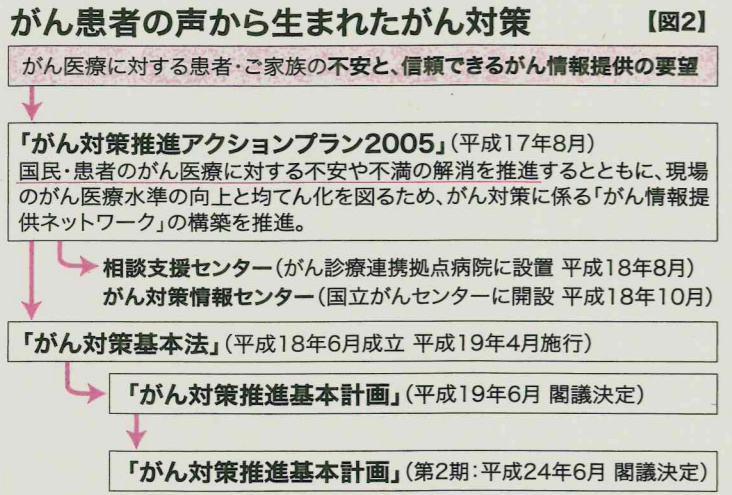 がん患者の声から生まれたがん対策 【図2】
がん医療に対する患者・ご家族の不安と、信頼できるがん情報提供の要望
「がん対策推進アクションプラン2005」（平成17年8月）
国民・患者のがん医療に対する不安や不満の解消を推進するとともに、現場
のがん医療水準の向上と均てん化を図るため、がん対策に係る「がん情報提
供ネットワーク」の構築を推進。
相談支援センター（がん診療連携拠点病院に設置 平成18年8月）
がん対策情報センター（国立がんセンターに開設 平成18年10月）
「がん対策基本法」（平成18年6月成立 平成19年4月施行）
「がん対策推進基本計画」（平成19年6月 閣議決定）
「がん対策推進基本計画」（第2期：平成24年6月 閣議決定）